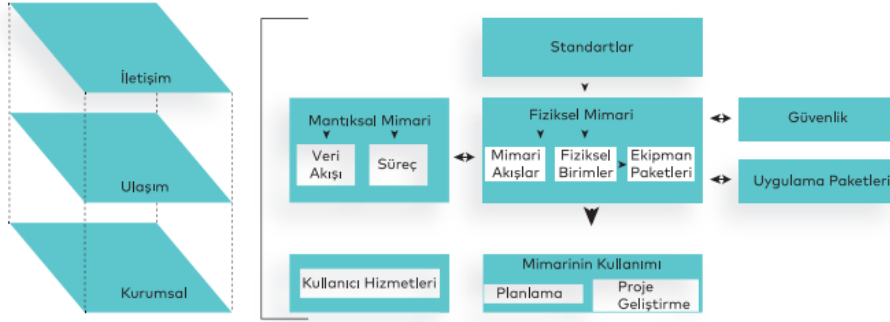 İletişim
Ulaşım
Kurumsal
Standartlar
Mantıksal Mimari
Veri
Akışı
Süreç
Fiziksel Mimari
Mimari
Akışlar
Fiziksel
Birimler
Ekipman
Paketleri
Güvenlik
Uygulama Paketleri
Kullanıcı Hizmetleri
Mimarinin Kullanımı
Planlama
Proje
Geliştirme